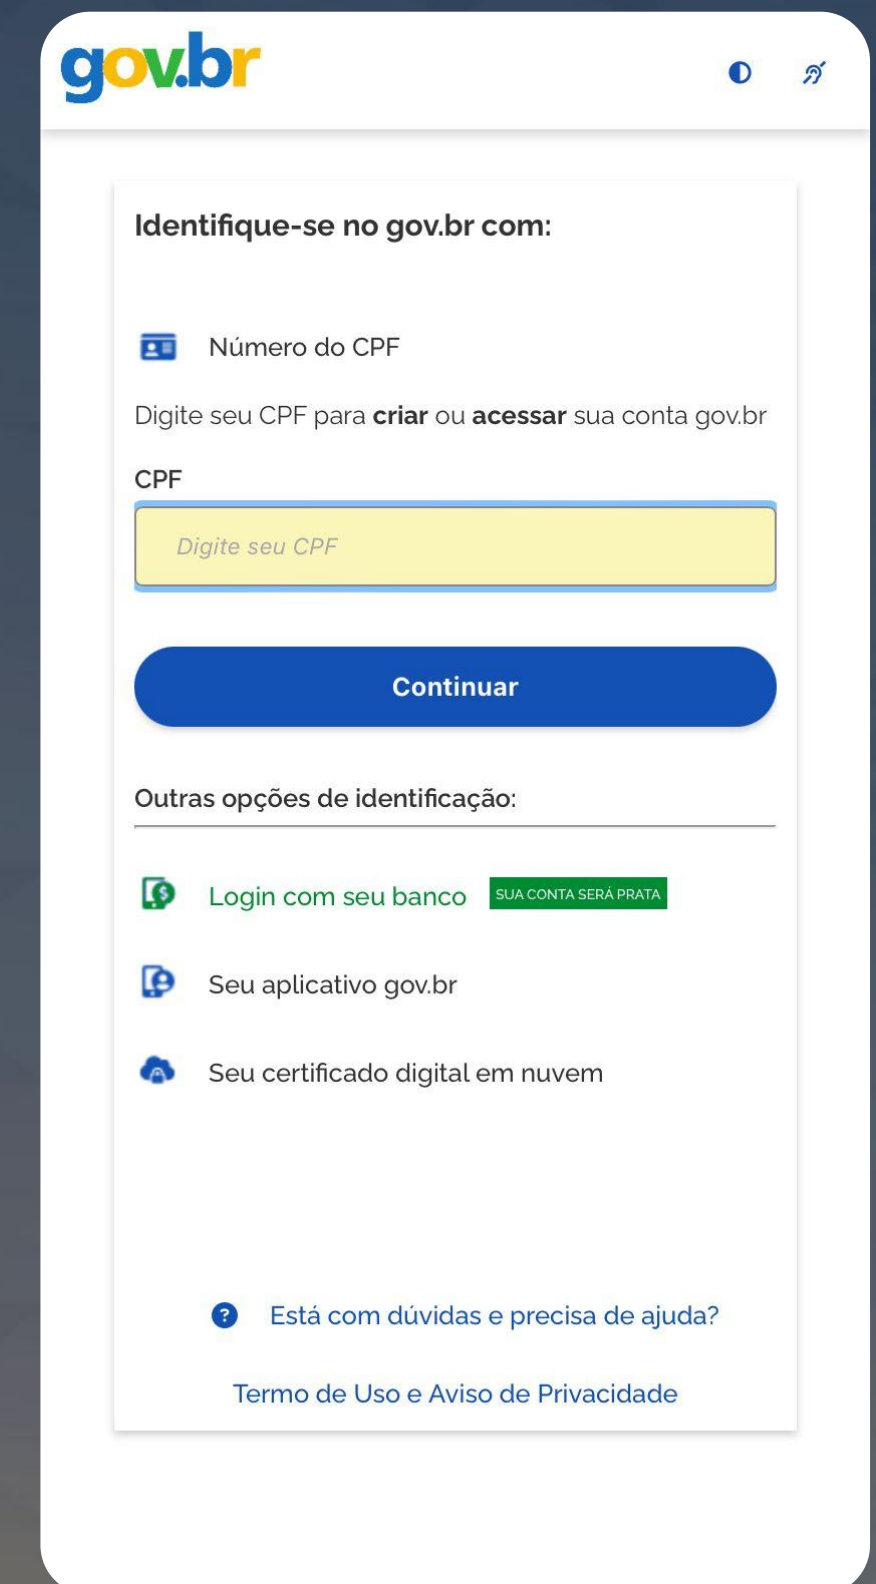 gov.br
Identifique-se no gov.br com:
Número do CPF
Digite seu CPF para criar ou acessar sua conta gov.br
CPF
Digite seu CPF
Continuar
Outras opções de identificação:
Login com seu banco SUA CONTA SERÁ PRATA
Seu aplicativo gov.br
Seu certificado digital em nuvem
Está com dúvidas e precisa de ajuda?
Termo de Uso e Aviso de Privacidade